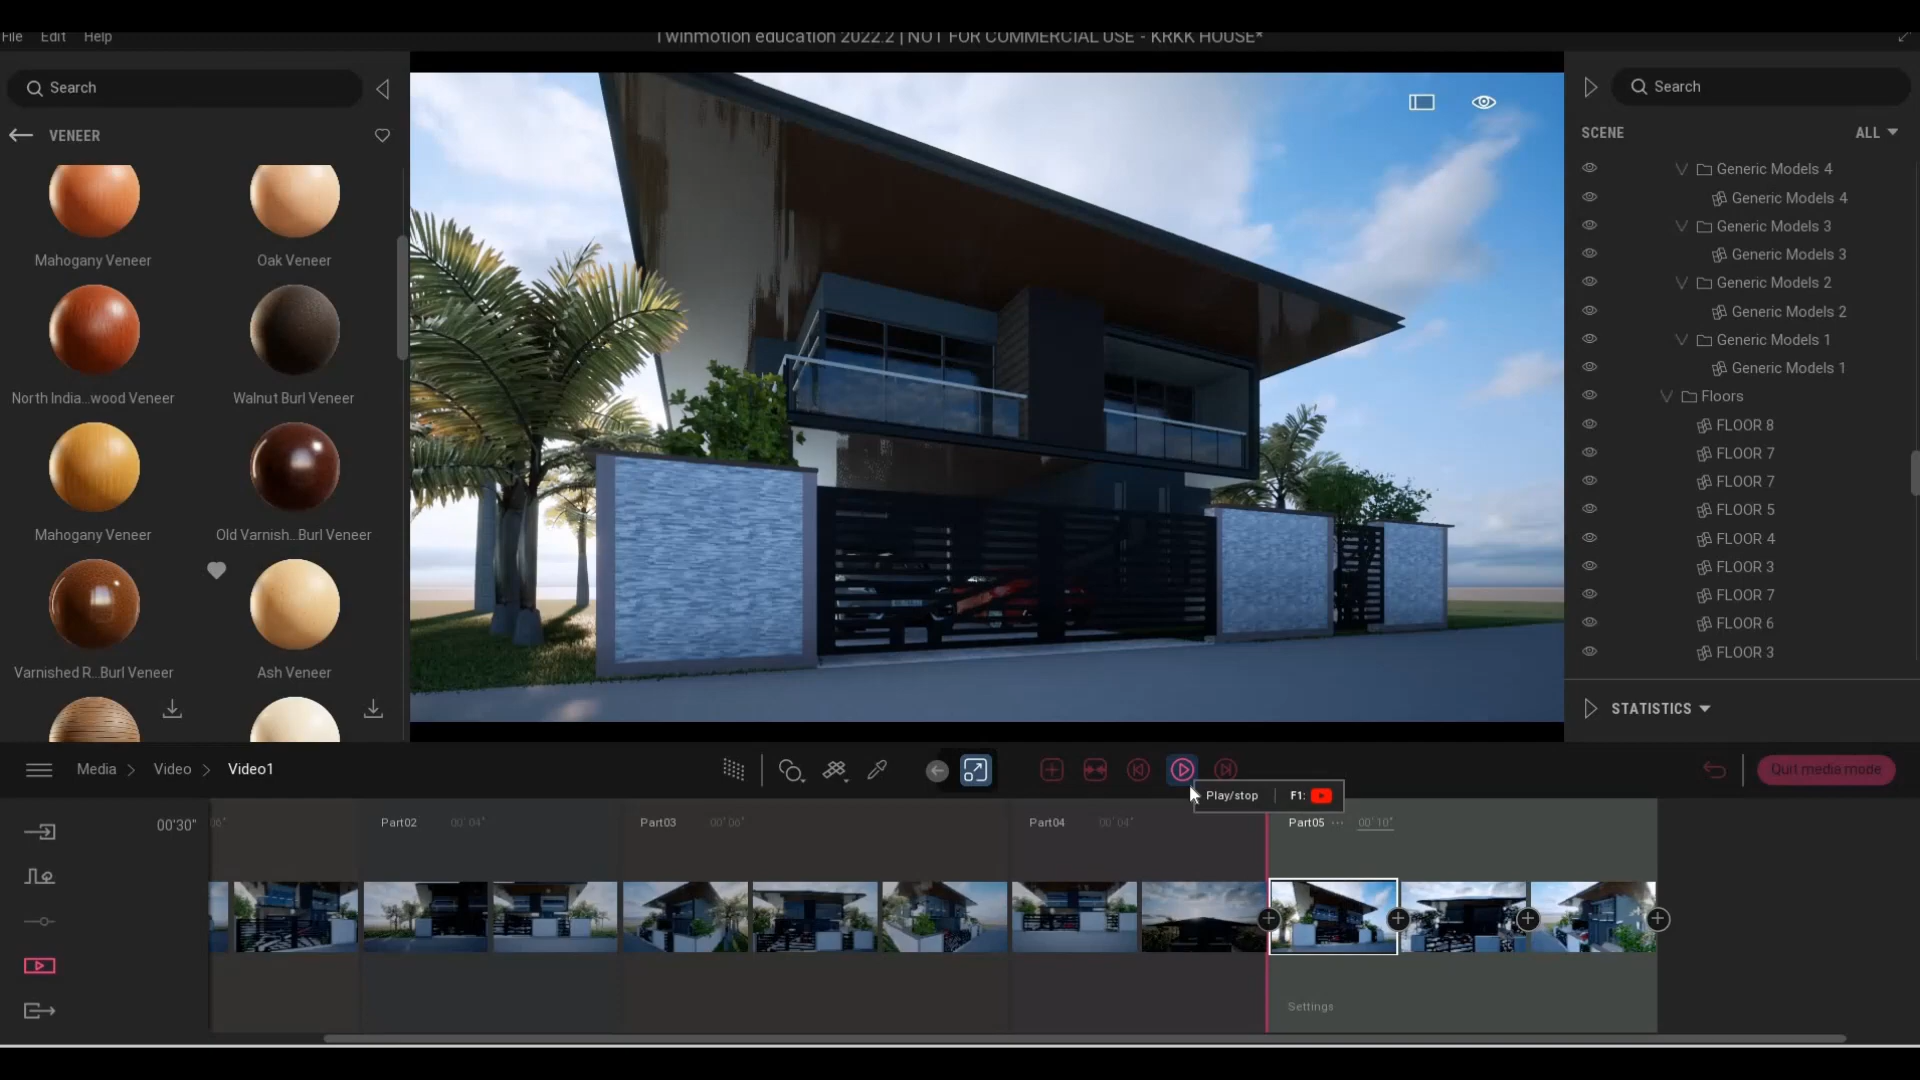 File Edit Help
Twinmotion education 2022.2 | NOT FOR COMMERCIAL USE - KRKK HOUSE*
Search
VENEER
Mahogany Veneer
Oak Veneer
North India...wood Veneer
Walnut Burl Veneer
Mahogany Veneer
Old Varnish...Burl Veneer
Varnished R...Burl Veneer
Ash Veneer
Search
SCENE ALL
Generic Models 4
Generic Models 4
Generic Models 3
Generic Models 3
Generic Models 2
Generic Models 2
Generic Models 1
Generic Models 1
Floors
FLOOR 8
FLOOR 7
FLOOR 7
FLOOR 5
FLOOR 4
FLOOR 3
FLOOR 7
FLOOR 6
FLOOR 3
STATISTICS
Media Video Video1
Quit media mode
Play/stop F1:
00'30"
06"
Part02 00'04"
Part03 00'06"
Part04 00'04"
Part05 ... 00'10"
Settings